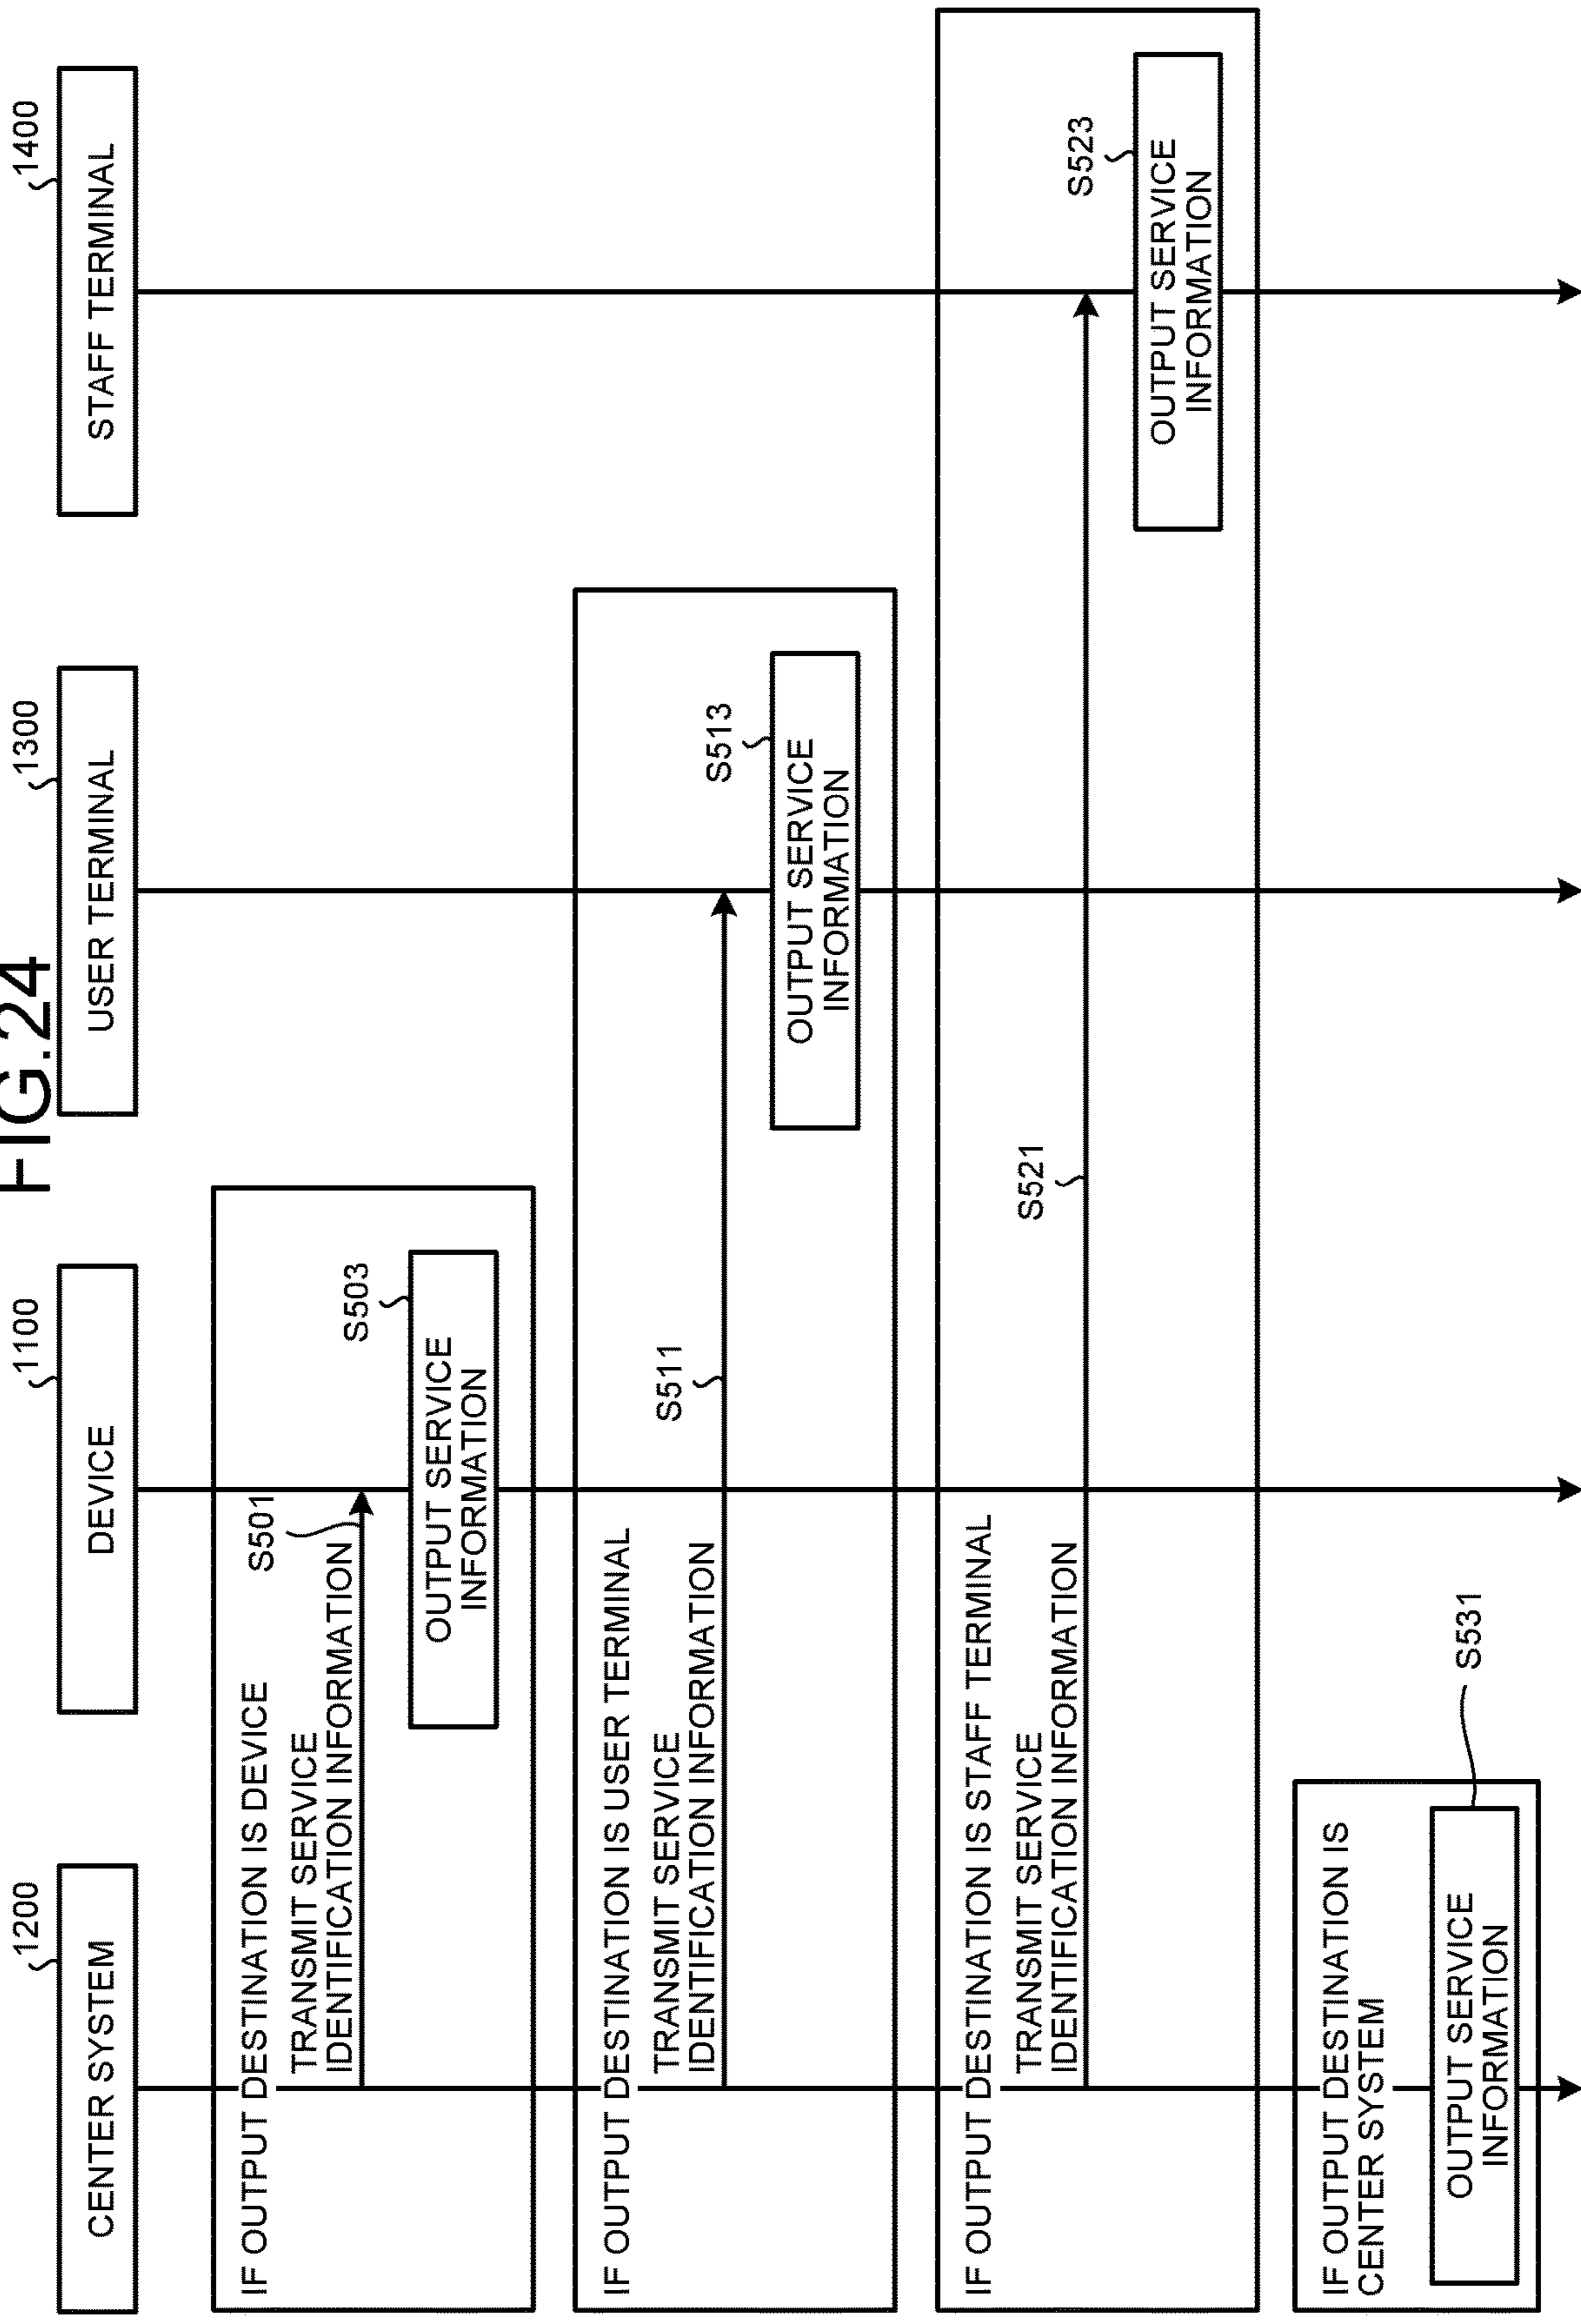 FIG.24
1200
CENTER SYSTEM
1100
DEVICE
1300
USER TERMINAL
1400
STAFF TERMINAL
IF OUTPUT DESTINATION IS DEVICE
TRANSMIT SERVICE
IDENTIFICATION INFORMATION
S501
S503
OUTPUT SERVICE
INFORMATION
IF OUTPUT DESTINATION IS USER TERMINAL
TRANSMIT SERVICE
IDENTIFICATION INFORMATION
S511
S513
OUTPUT SERVICE
INFORMATION
IF OUTPUT DESTINATION IS STAFF TERMINAL
TRANSMIT SERVICE
IDENTIFICATION INFORMATION
S521
S523
OUTPUT SERVICE
INFORMATION
IF OUTPUT DESTINATION IS
CENTER SYSTEM
S531
OUTPUT SERVICE
INFORMATION